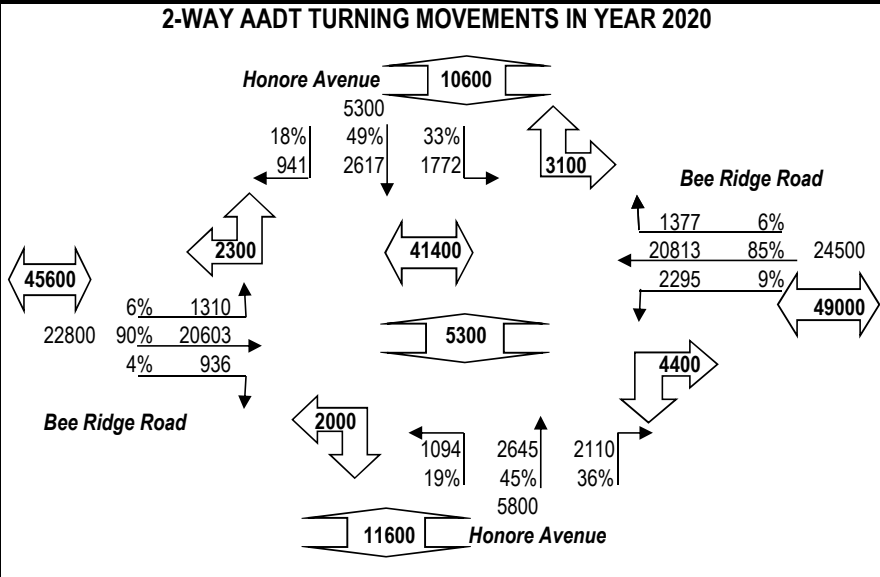 2-WAY AADT TURNING MOVEMENTS IN YEAR 2020
Honore Avenue 10600
5300
18% 49% 33%
941 2617 1772
3100
Bee Ridge Road
1377 6%
2300 41400 20813 85% 24500
45600
2295 9%
49000
6% 1310
22800 90% 20603 5300
4% 936
4400
Bee Ridge Road 2000
1094 2645 2110
19% 45% 36%
5800
11600 Honore Avenue